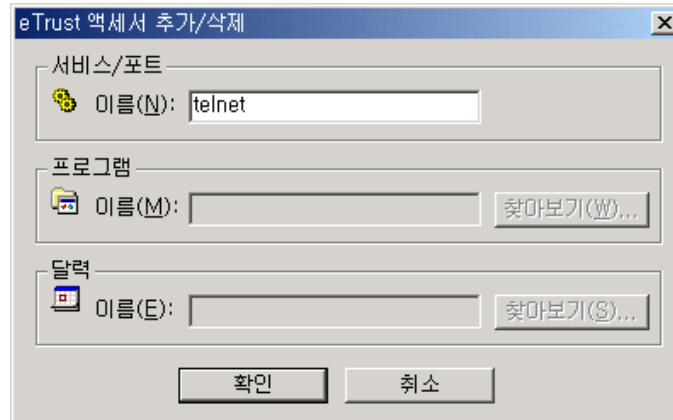 eTrust 액세서 추가/삭제
서비스/포트
이름(N): telnet
프로그램
이름(M): 찾아보기(W)...
달력
이름(E): 찾아보기(S)...
확인 취소